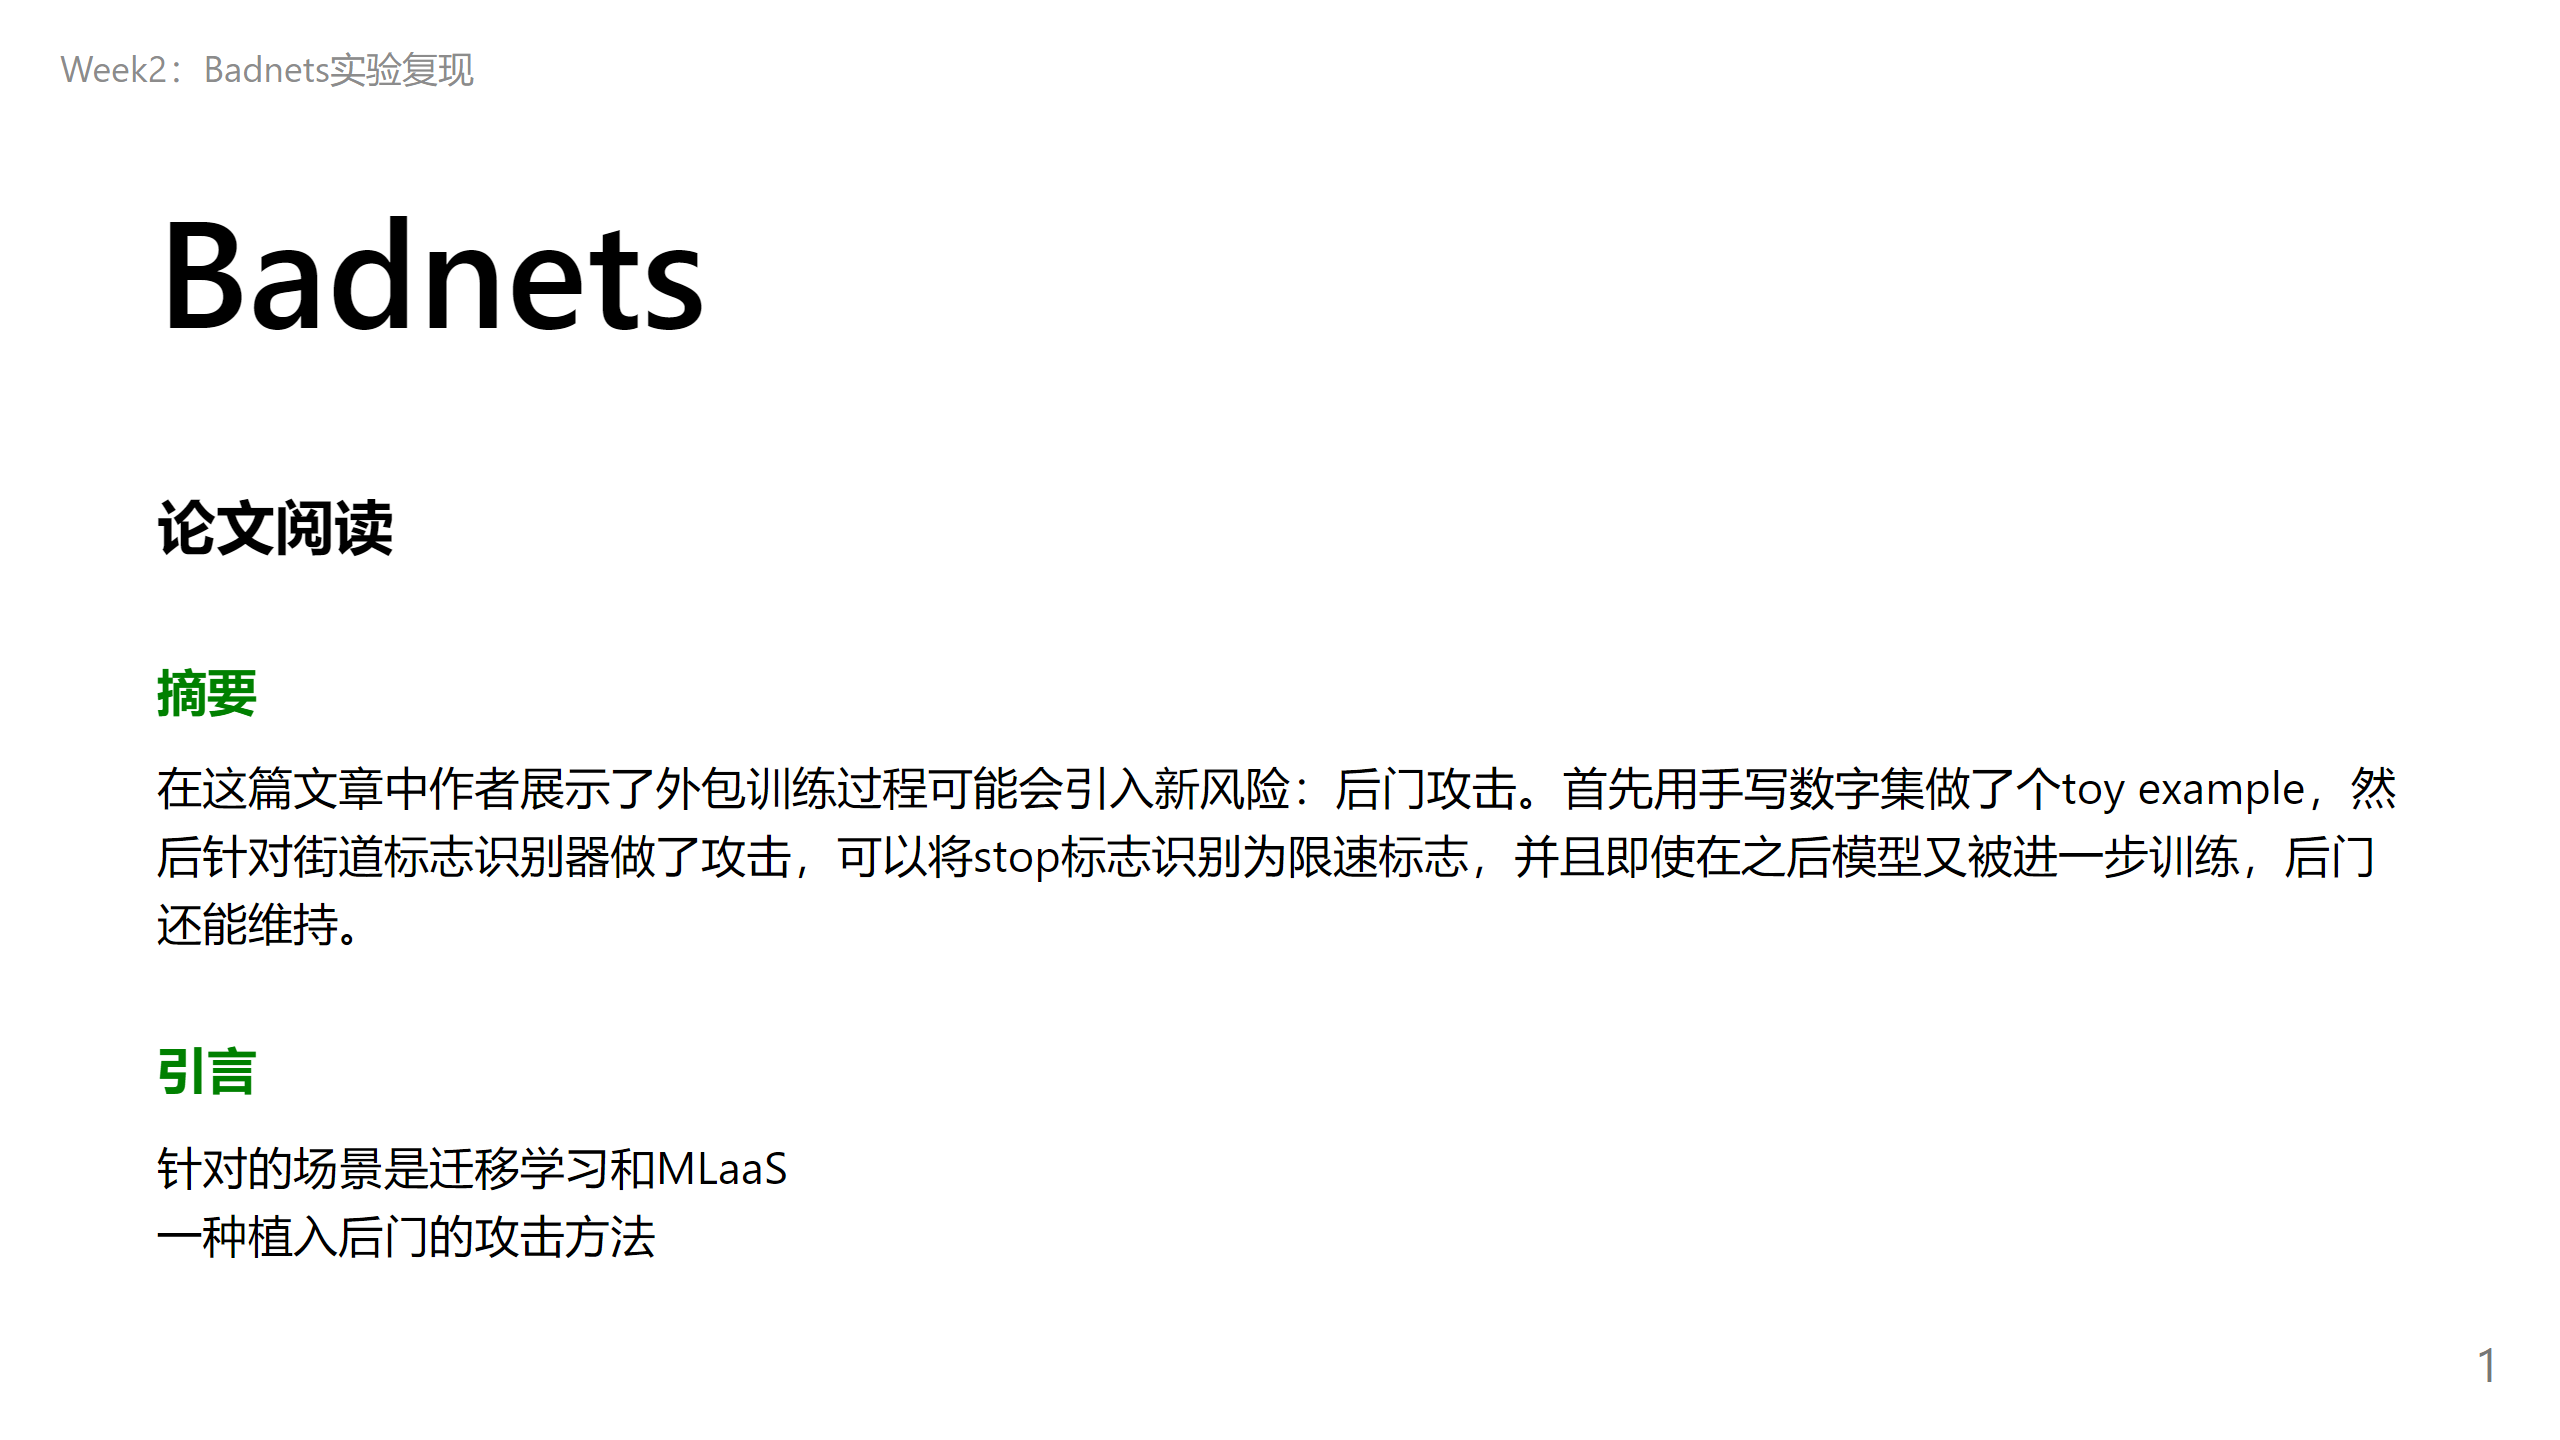 Week2：Badnets实验复现
Badnets
论文阅读
摘要
在这篇文章中作者展示了外包训练过程可能会引入新风险：后门攻击。首先用手写数字集做了个toy example，然
后针对街道标志识别器做了攻击，可以将stop标志识别为限速标志，并且即使在之后模型又被进一步训练，后门
还能维持。
引言
针对的场景是迁移学习和MLaaS
一种植入后门的攻击方法
1